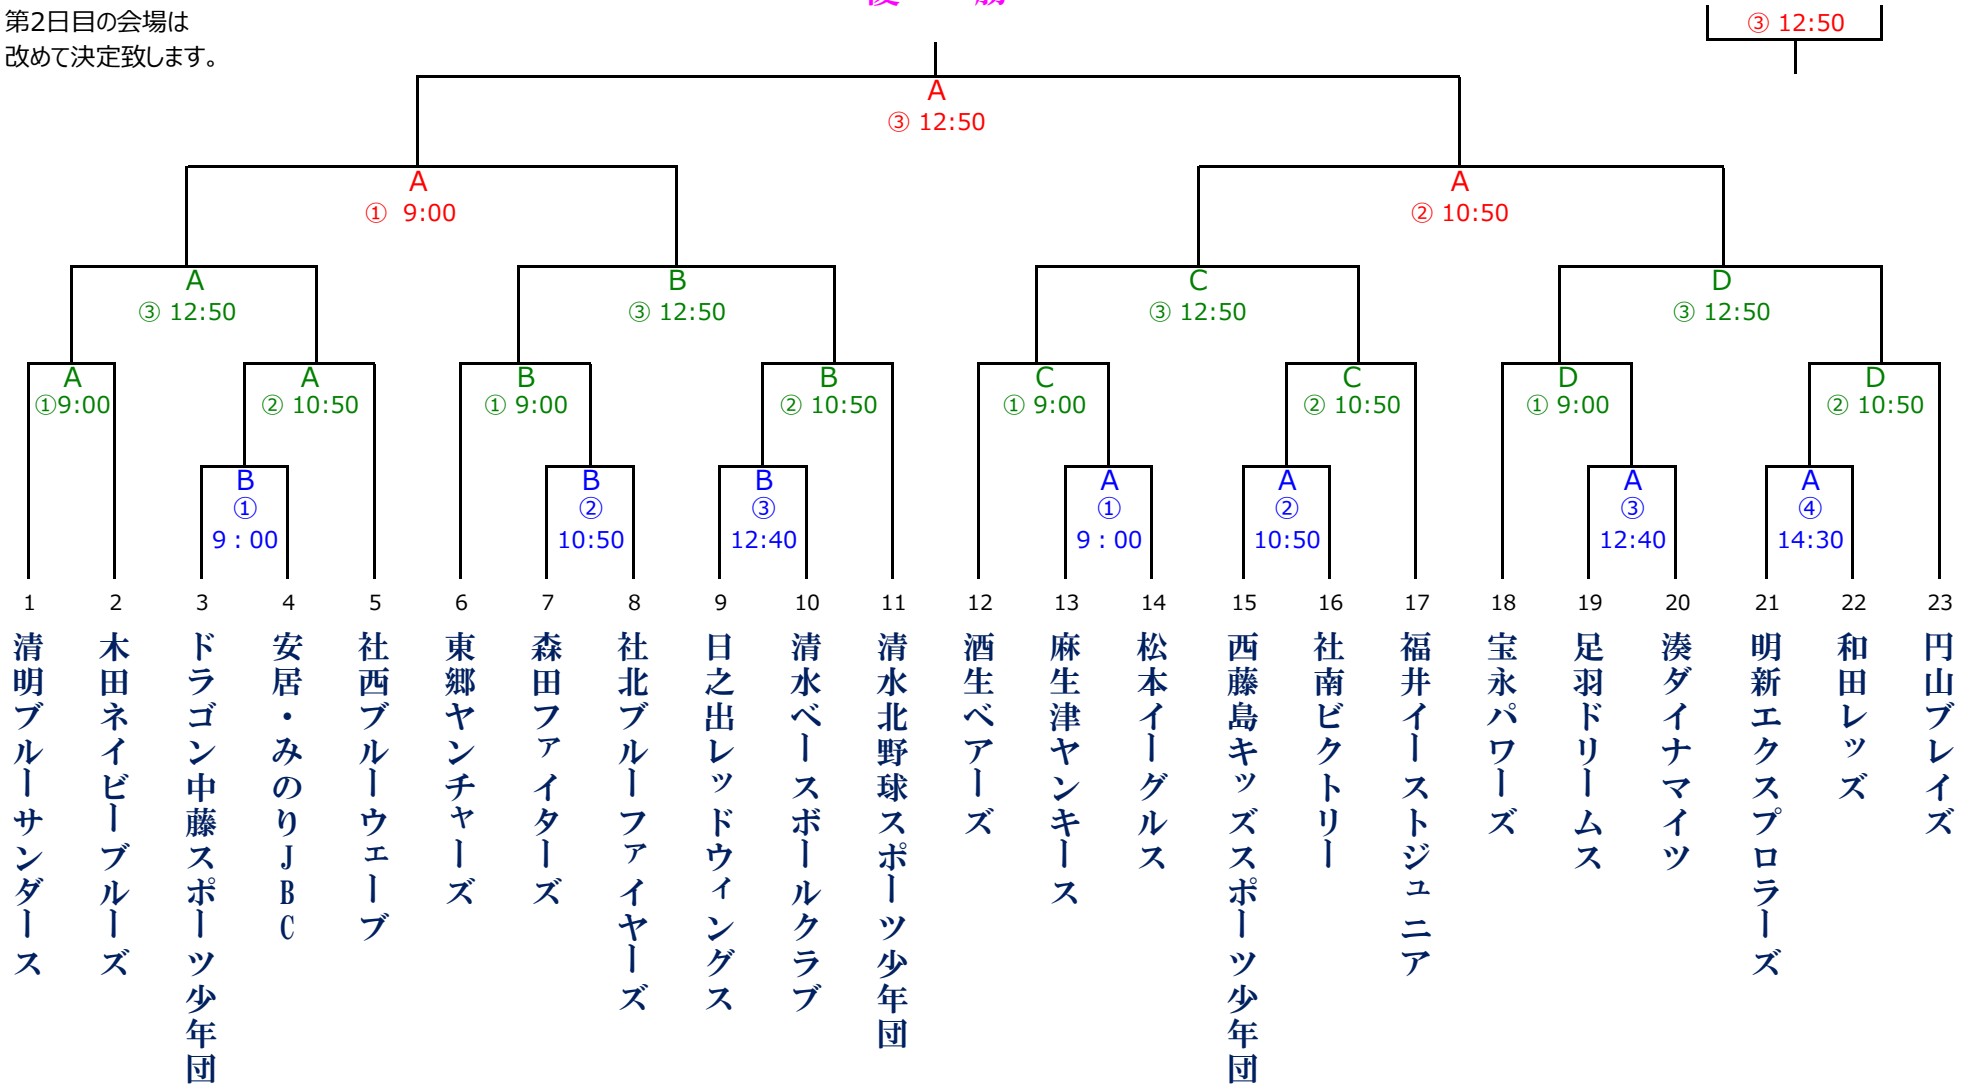 優 勝
第2日目の会場は
改めて決定致します。
③ 12:50
A
③ 12:50
A
① 9:00
A
② 10:50
A
③ 12:50
B
③ 12:50
C
③ 12:50
D
③ 12:50
A
①9:00
A
② 10:50
B
① 9:00
B
② 10:50
C
① 9:00
C
② 10:50
D
① 9:00
D
② 10:50
B
①
9：00
B
②
10:50
B
③
12:40
A
①
9：00
A
②
10:50
A
③
12:40
A
④
14:30
1
清明ブルーサンダース
2
木田ネイビーブルーズ
3
ドラゴン中藤スポーツ少年団
4
安居・みのりJBC
5
社西ブルーウェーブ
6
東郷ヤンチャーズ
7
森田ファイターズ
8
社北ブルーファイヤーズ
9
日之出レッドウィングス
10
清水ベースボールクラブ
11
清水北野球スポーツ少年団
12
酒生ベアーズ
13
麻生津ヤンキース
14
松本イーグルス
15
西藤島キッズスポーツ少年団
16
社南ビクトリー
17
福井イーストジュニア
18
宝永パワーズ
19
足羽ドリームス
20
湊ダイナマイツ
21
明新エクスプロラーズ
22
和田レッズ
23
円山ブレイズ